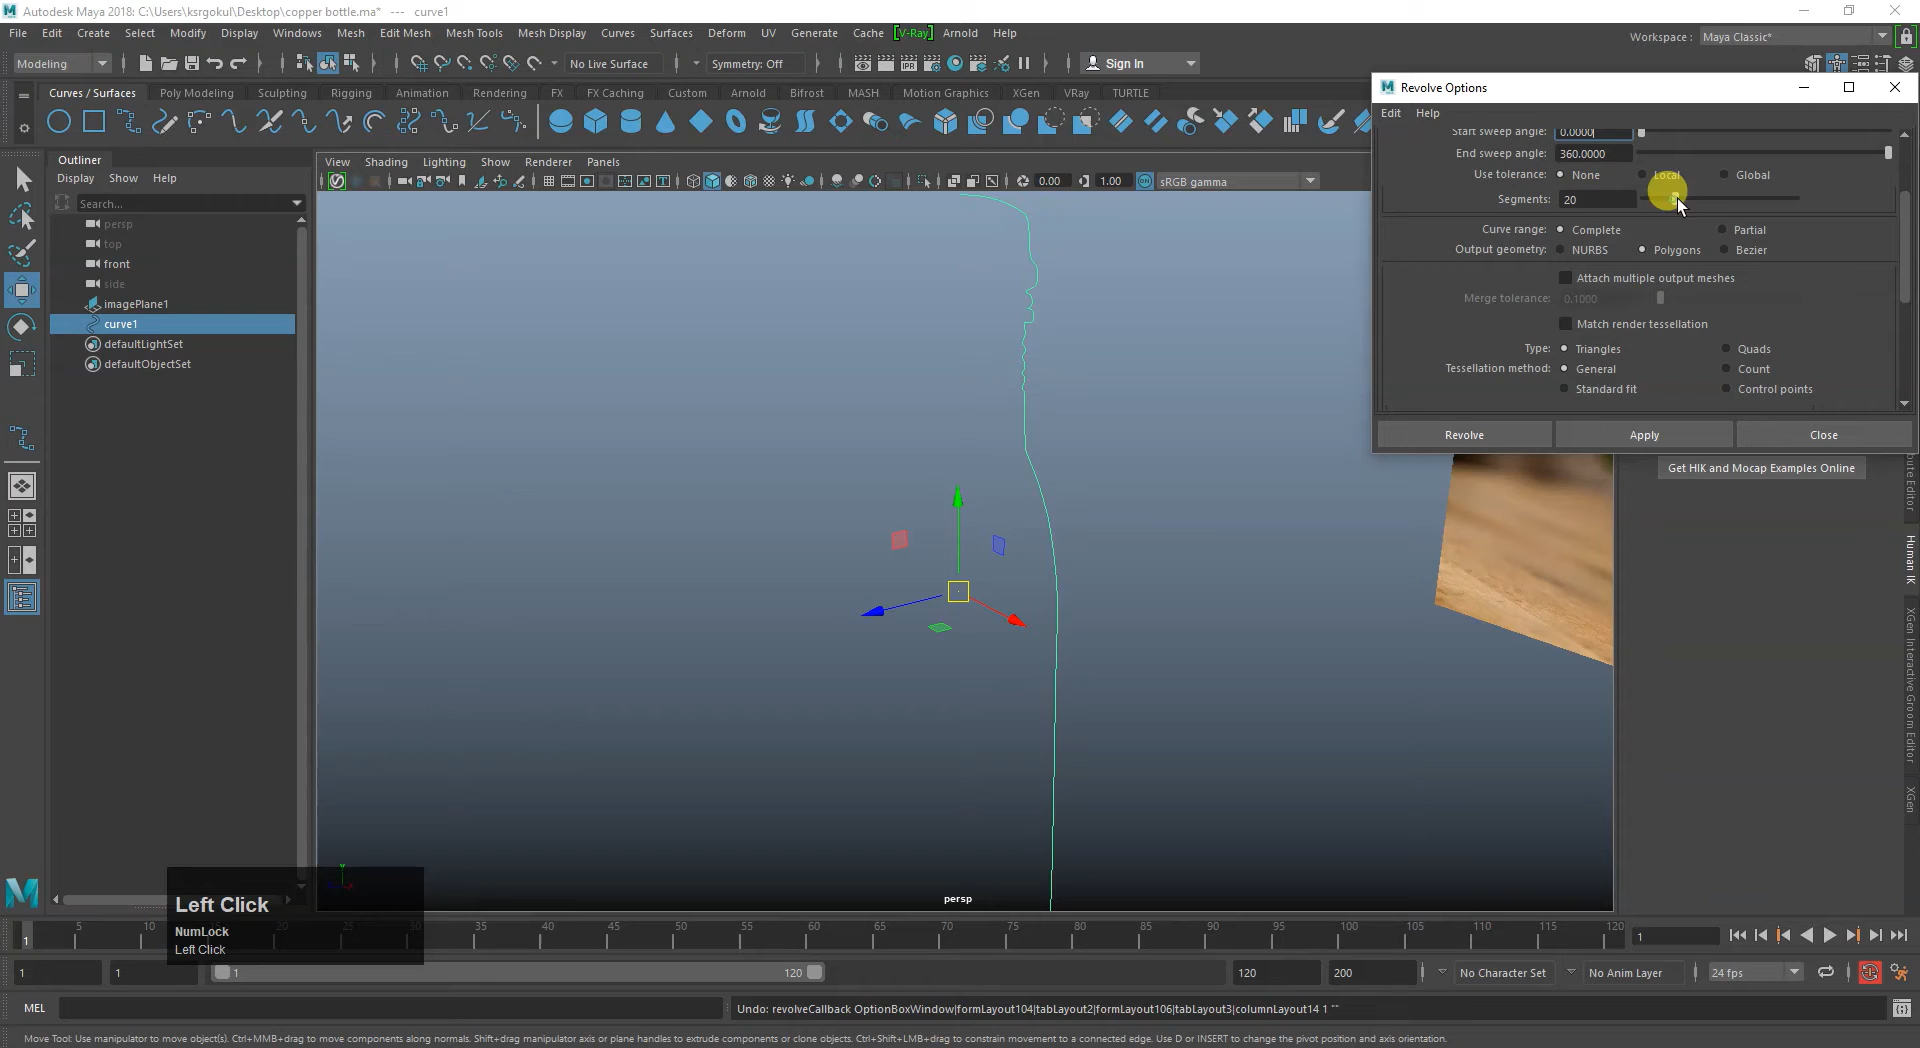 Autodesk Maya 2018: C:\Users\ksrgokul\Desktop\copper bottle.ma* --- curve1
File Edit Create Select Modify Display Windows Mesh Edit Mesh Mesh Tools Mesh Display Curves Surfaces Deform UV Generate Cache [V-Ray] Arnold Help
Workspace : Maya Classic*
Modeling No Live Surface Symmetry: Off Sign In
Curves / Surfaces Poly Modeling Sculpting Rigging Animation Rendering FX FX Caching Custom Arnold Bifrost MASH Motion Graphics XGen VRay TURTLE
Revolve Options
Edit Help
Start sweep angle: 0.0000
End sweep angle: 360.0000
Use tolerance: None Local Global
Segments: 20
Curve range: Complete Partial
Output geometry: NURBS Polygons Bezier
Attach multiple output meshes
Merge tolerance: 0.1000
Match render tessellation
Type: Triangles Quads
Tessellation method: General Count
Standard fit Control points
Revolve Apply Close
Get HIK and Mocap Examples Online
Outliner
Display Show Help
Search...
persp
top
front
side
imagePlane1
curve1
defaultLightSet
defaultObjectSet
View Shading Lighting Show Renderer Panels
0.00 1.00 sRGB gamma
persp
bute Editor
Human IK
XGen Interactive Groom Editor
XGen
Left Click
NumLock
Left Click
5 10 35 40 45 50 55 60 65 70 75 80 85 90 95 100 105 110 115 120
1 1
1 1 1 120 120 200 No Character Set No Anim Layer 24 fps
MEL Undo: revolveCallback OptionBoxWindow|formLayout104|tabLayout2|formLayout106|tabLayout3|columnLayout14 1 ""
Move Tool: Use manipulator to move object(s). Ctrl+MMB+drag to move components along normals. Shift+drag manipulator axis or plane handles to extrude components or clone objects. Ctrl+Shift+LMB+drag to constrain movement to a connected edge. Use D or INSERT to change the pivot position and axis orientation.